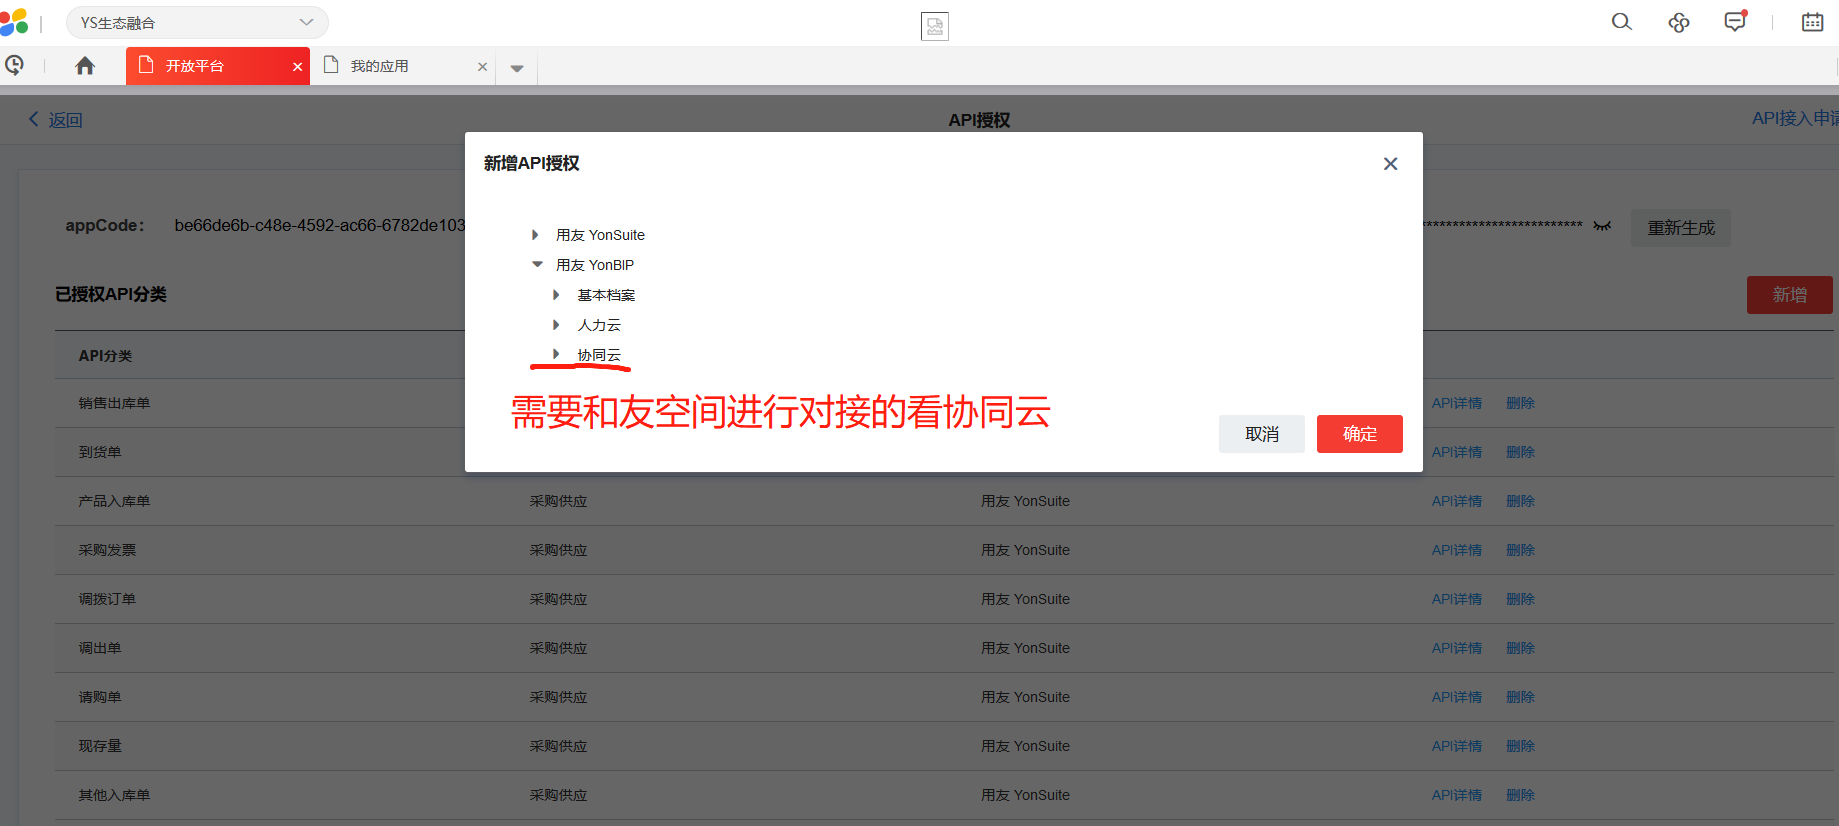 YS生态融合
开放平台
我的应用
返回
API授权
API接入申请
新增API授权
appCode：
be66de6b-c48e-4592-ac66-6782de103
**************************
重新生成
用友 YonSuite
用友 YonBIP
基本档案
人力云
协同云
需要和友空间进行对接的看协同云
取消
确定
已授权API分类
新增
API分类
销售出库单
API详情 删除
到货单
API详情 删除
产品入库单 采购供应 用友 YonSuite API详情 删除
采购发票 采购供应 用友 YonSuite API详情 删除
调拨订单 采购供应 用友 YonSuite API详情 删除
调出单 采购供应 用友 YonSuite API详情 删除
请购单 采购供应 用友 YonSuite API详情 删除
现存量 采购供应 用友 YonSuite API详情 删除
其他入库单 采购供应 用友 YonSuite API详情 删除